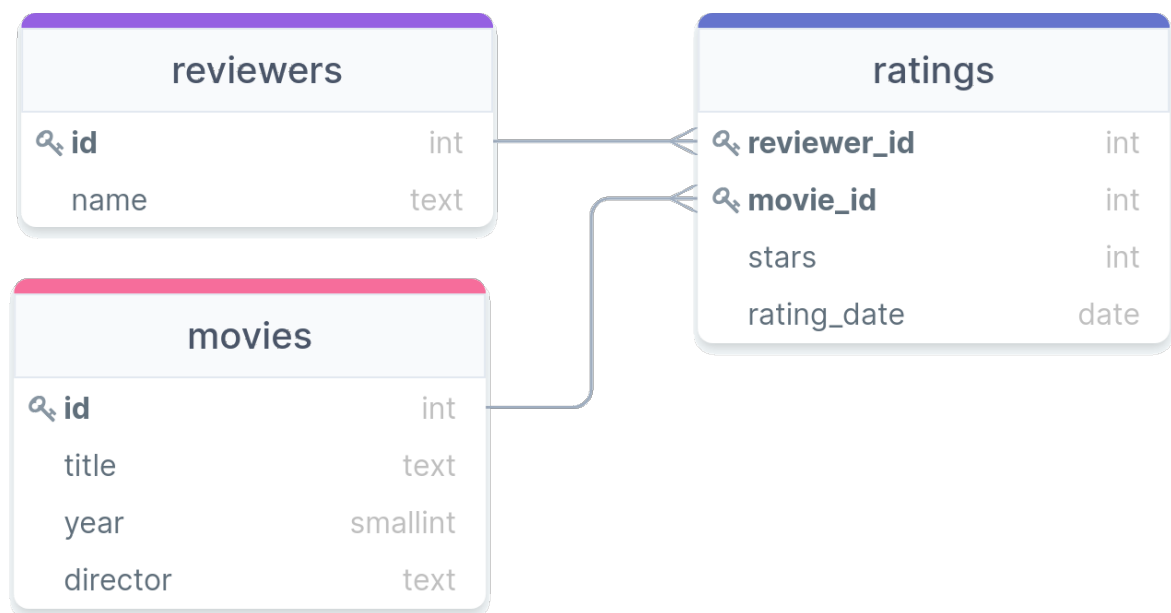 reviewers
id int
name text
movies
id int
title text
year smallint
director text
ratings
reviewer_id int
movie_id int
stars int
rating_date date